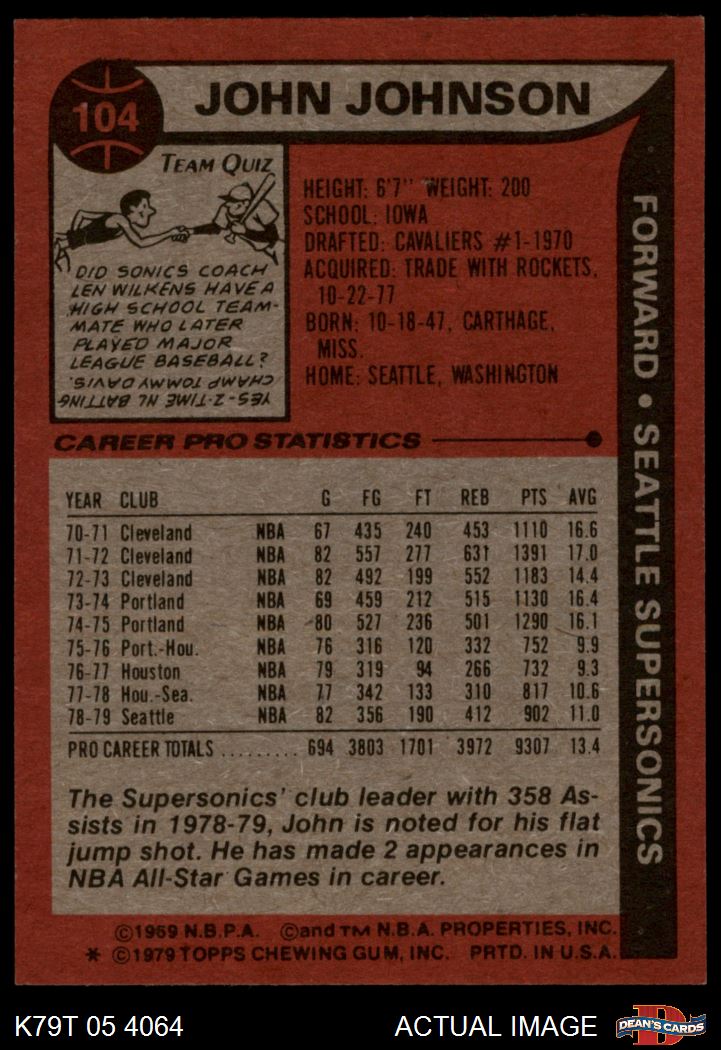 104
JOHN JOHNSON
TEAM QUIZ
DID SONICS COACH
LEN WILKENS HAVE A
HIGH SCHOOL TEAM-
MATE WHO LATER
PLAYED MAJOR
LEAGUE BASEBALL?
YES-2-TIME NL BATTING
CHAMP TOMMY DAVIS.
HEIGHT: 6'7" WEIGHT: 200
SCHOOL: IOWA
DRAFTED: CAVALIERS #1-1970
ACQUIRED: TRADE WITH ROCKETS,
10-22-77
BORN: 10-18-47, CARTHAGE,
MISS.
HOME: SEATTLE, WASHINGTON
FORWARD • SEATTLE SUPERSONICS
CAREER PRO STATISTICS
YEAR CLUB G FG FT REB PTS AVG
70-71 Cleveland NBA 67 435 240 453 1110 16.6
71-72 Cleveland NBA 82 557 277 631 1391 17.0
72-73 Cleveland NBA 82 492 199 552 1183 14.4
73-74 Portland NBA 69 459 212 515 1130 16.4
74-75 Portland NBA 80 527 236 501 1290 16.1
75-76 Port.-Hou. NBA 76 316 120 332 752 9.9
76-77 Houston NBA 79 319 94 266 732 9.3
77-78 Hou.-Sea. NBA 77 342 133 310 817 10.6
78-79 Seattle NBA 82 356 190 412 902 11.0
PRO CAREER TOTALS ......... 694 3803 1701 3972 9307 13.4
The Supersonics' club leader with 358 As-
sists in 1978-79, John is noted for his flat
jump shot. He has made 2 appearances in
NBA All-Star Games in career.
©1969 N.B.P.A. ©and TM N.B.A. PROPERTIES, INC.
* ©1979 TOPPS CHEWING GUM, INC. PRTD. IN U.S.A.
K79T 05 4064
ACTUAL IMAGE
D
DEAN'S CARDS